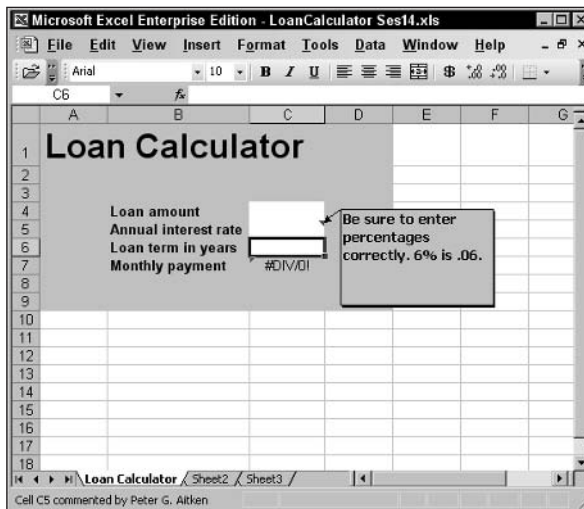 Microsoft Excel Enterprise Edition - LoanCalculator Ses14.xls
File Edit View Insert Format Tools Data Window Help
Arial 10 B I U $ .00
C6 fx
A B C D E F G
1 Loan Calculator
2
3
4 Loan amount
5 Annual interest rate
6 Loan term in years
7 Monthly payment #DIV/0!
Be sure to enter
percentages
correctly. 6% is .06.
8
9
10
11
12
13
14
15
16
17
18
Loan Calculator / Sheet2 / Sheet3 /
Cell C5 commented by Peter G. Aitken